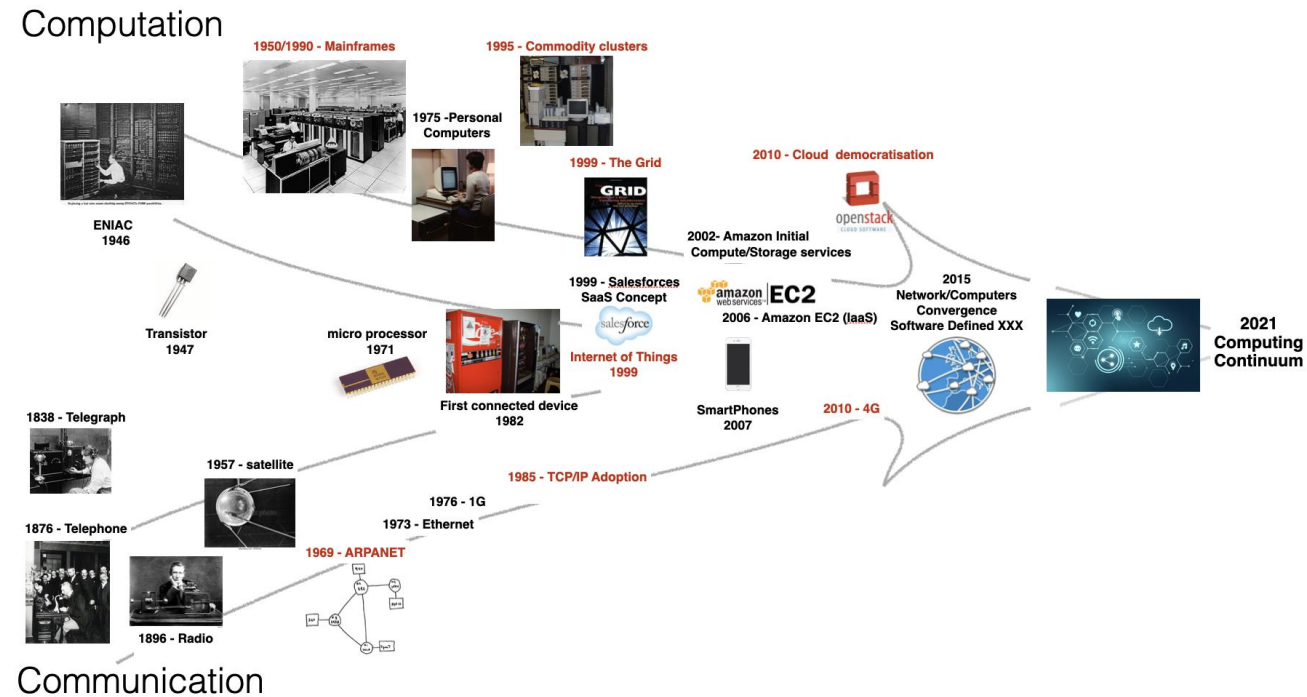 Computation
1950/1990 - Mainframes
1995 - Commodity clusters
1975 -Personal
Computers
1999 - The Grid
GRID
2010 - Cloud democratisation
openstack
CLOUD SOFTWARE
ENIAC
1946
2002- Amazon Initial
Compute/Storage services
1999 - Salesforces
SaaS Concept
salesforce
amazon
web services
EC2
2006 - Amazon EC2 (IaaS)
2015
Network/Computers
Convergence
Software Defined XXX
Transistor
1947
micro processor
1971
Internet of Things
1999
2021
Computing
Continuum
First connected device
1982
SmartPhones
2007
2010 - 4G
1838 - Telegraph
1957 - satellite
1985 - TCP/IP Adoption
1976 - 1G
1876 - Telephone
1973 - Ethernet
1969 - ARPANET
1896 - Radio
Communication